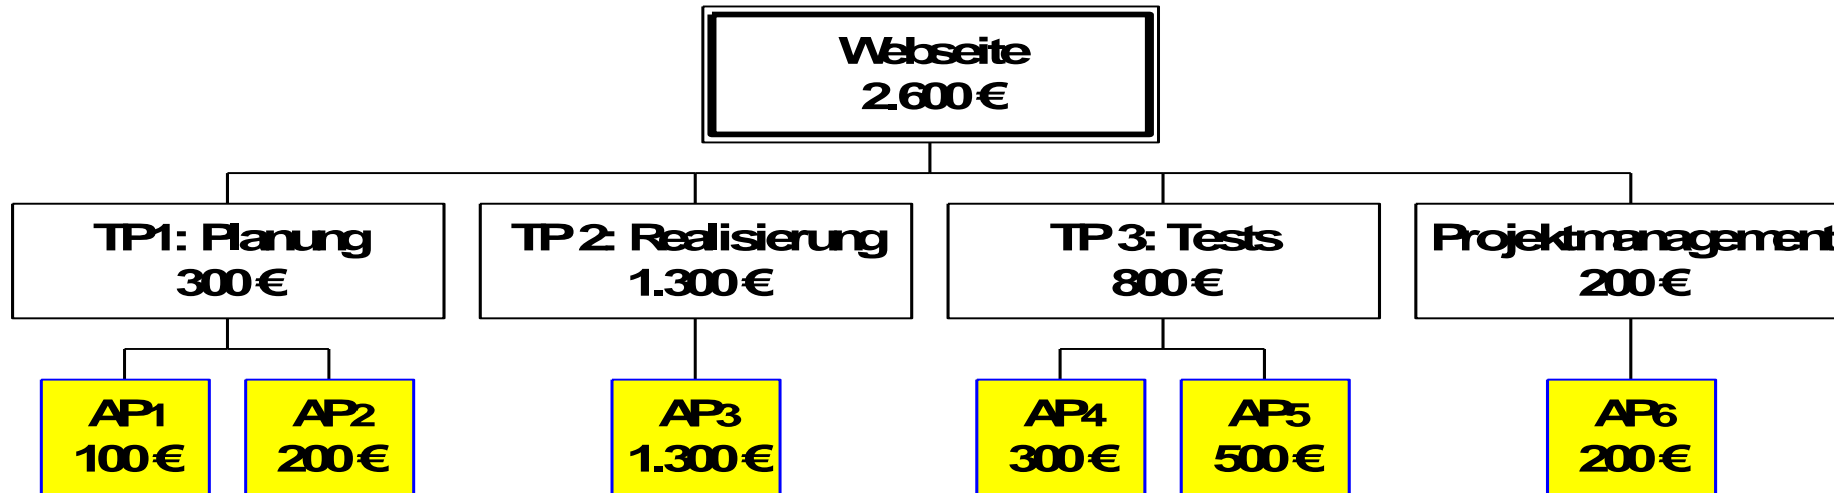 Webseite
2.600 €
TP1: Planung
300 €
TP 2: Realisierung
1.300 €
TP 3: Tests
800 €
Projektmanagement
200 €
AP1
100 €
AP2
200 €
AP3
1.300 €
AP4
300 €
AP5
500 €
AP6
200 €